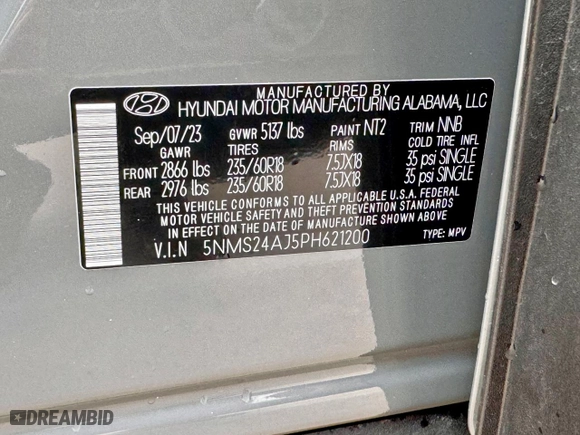 MANUFACTURED BY
HYUNDAI MOTOR MANUFACTURING ALABAMA, LLC
Sep/07/23 GVWR 5137 lbs PAINT NT2 TRIM NNB
GAWR TIRES RIMS COLD TIRE INFL
FRONT 2866 lbs 235/60R18 7.5JX18 35 psi SINGLE
REAR 2976 lbs 235/60R18 7.5JX18 35 psi SINGLE
THIS VEHICLE CONFORMS TO ALL APPLICABLE U.S.A. FEDERAL
MOTOR VEHICLE SAFETY AND THEFT PREVENTION STANDARDS
IN EFFECT ON THE DATE OF MANUFACTURE SHOWN ABOVE.
V.I.N 5NMS24AJ5PH621200 TYPE: MPV
DREAMBID